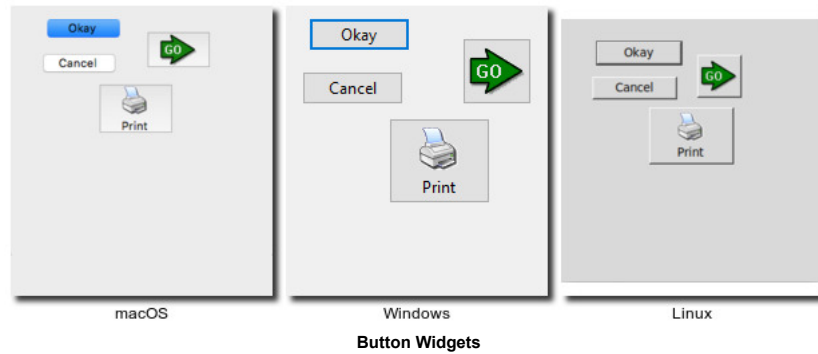 Okay
GO
Cancel
Print
Okay
GO
Cancel
Print
Okay
GO
Cancel
Print
macOS
Windows
Linux
Button Widgets